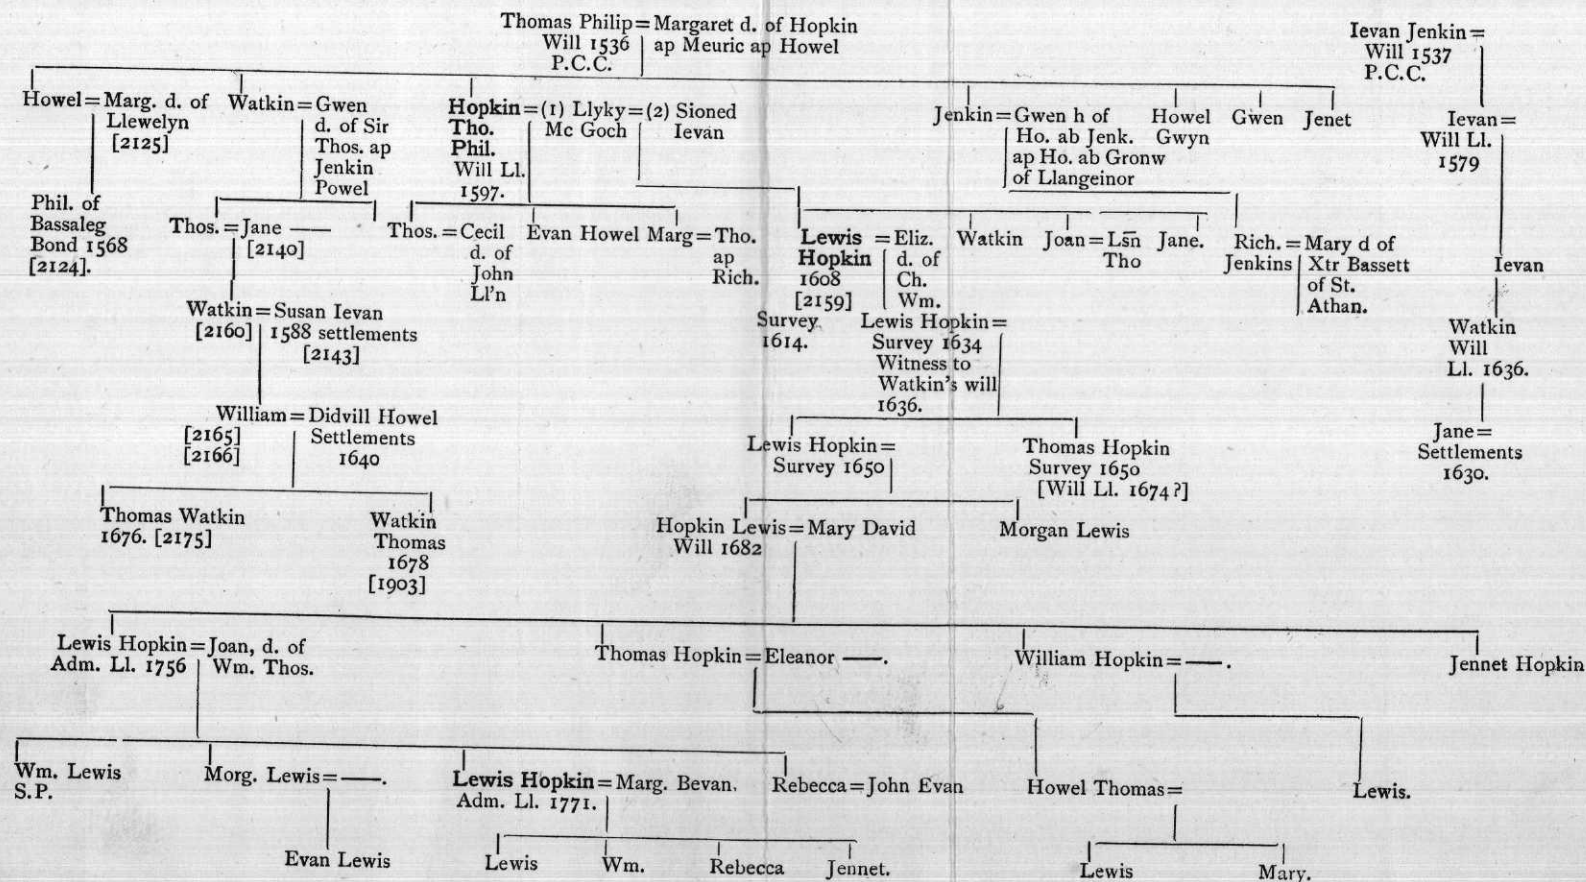 Thomas Philip = Margaret d. of Hopkin
Will 1536 ap Meuric ap Howel
P.C.C.
Ievan Jenkin =
Will 1537
P.C.C.
Howel = Marg. d. of
Llewelyn
[2125]
Watkin = Gwen
d. of Sir
Thos. ap
Jenkin
Powel
Hopkin = (1) Llyky = (2) Sioned
Tho. Mc Goch Ievan
Phil.
Will Ll.
1597.
Jenkin = Gwen h of
Ho. ab Jenk.
ap Ho. ab Gronw
of Llangeinor
Howel
Gwyn
Gwen
Jenet
Ievan =
Will Ll.
1579
Phil. of
Bassaleg
Bond 1568
[2124].
Thos. = Jane ——
[2140]
Thos. = Cecil
d. of
John
Ll'n
Evan Howel
Marg = Tho.
ap
Rich.
Lewis = Eliz.
Hopkin d. of
1608 Ch.
[2159] Wm.
Survey
1614.
Watkin
Joan = Ls̄n
Tho
Jane.
Rich. = Mary d of
Jenkins Xtr Bassett
of St.
Athan.
Ievan
Watkin = Susan Ievan
[2160] 1588 settlements
[2143]
Lewis Hopkin =
Survey 1634
Witness to
Watkin's will
1636.
Watkin
Will
Ll. 1636.
William = Didvill Howel
[2165] Settlements
[2166] 1640
Lewis Hopkin =
Survey 1650
Thomas Hopkin
Survey 1650
[Will Ll. 1674?]
Jane =
Settlements
1630.
Thomas Watkin
1676. [2175]
Watkin
Thomas
1678
[1903]
Hopkin Lewis = Mary David
Will 1682
Morgan Lewis
Lewis Hopkin = Joan, d. of
Adm. Ll. 1756 Wm. Thos.
Thomas Hopkin = Eleanor ——.
William Hopkin = ——.
Jennet Hopkin
Wm. Lewis
S.P.
Morg. Lewis = ——.
Lewis Hopkin = Marg. Bevan.
Adm. Ll. 1771.
Rebecca = John Evan
Howel Thomas =
Lewis.
Evan Lewis
Lewis
Wm.
Rebecca
Jennet.
Lewis
Mary.